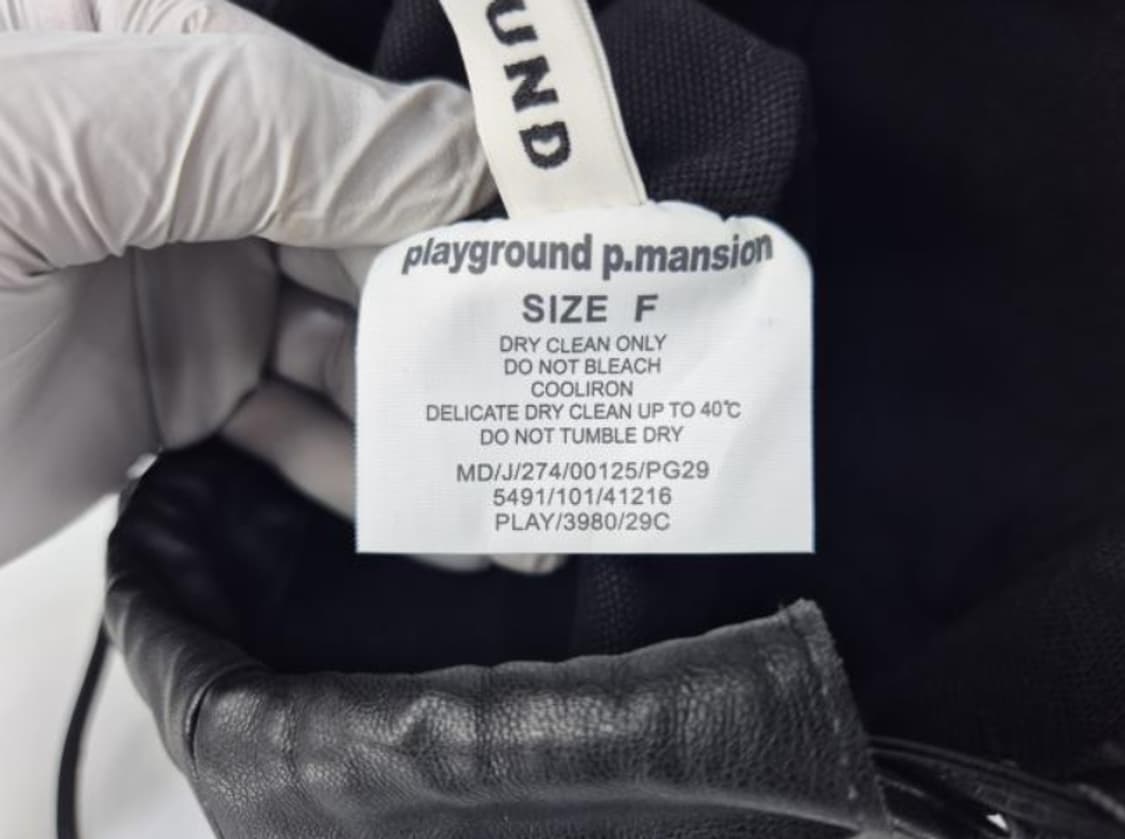 UND
playground p.mansion
SIZE F
DRY CLEAN ONLY
DO NOT BLEACH
COOLIRON
DELICATE DRY CLEAN UP TO 40℃
DO NOT TUMBLE DRY
MD/J/274/00125/PG29
5491/101/41216
PLAY/3980/29C